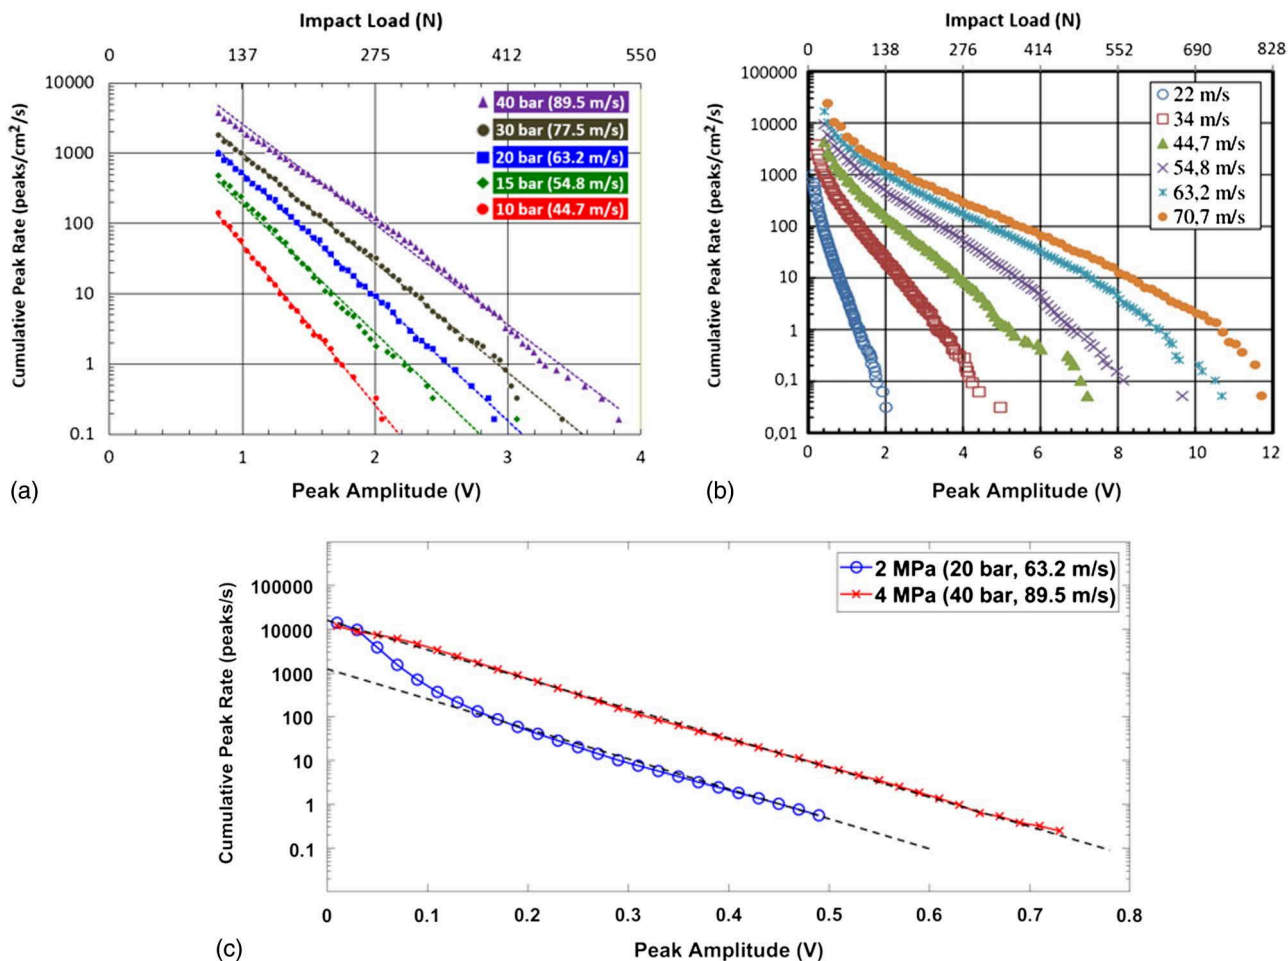 Impact Load (N)
0 137 275 412 550
10000
1000
100
10
1
0.1
Cumulative Peak Rate (peaks/cm²/s)
40 bar (89.5 m/s)
30 bar (77.5 m/s)
20 bar (63.2 m/s)
15 bar (54.8 m/s)
10 bar (44.7 m/s)
0 1 2 3 4
Peak Amplitude (V)
(a)
Impact Load (N)
0 138 276 414 552 690 828
100000
10000
1000
100
10
1
0,1
0,01
Cumulative Peak Rate (peaks/cm²/s)
22 m/s
34 m/s
44.7 m/s
54.8 m/s
63,2 m/s
70,7 m/s
0 2 4 6 8 10 12
Peak Amplitude (V)
(b)
100000
10000
1000
100
10
1
0.1
Cumulative Peak Rate (peaks/s)
2 MPa (20 bar, 63.2 m/s)
4 MPa (40 bar, 89.5 m/s)
0 0.1 0.2 0.3 0.4 0.5 0.6 0.7 0.8
Peak Amplitude (V)
(c)